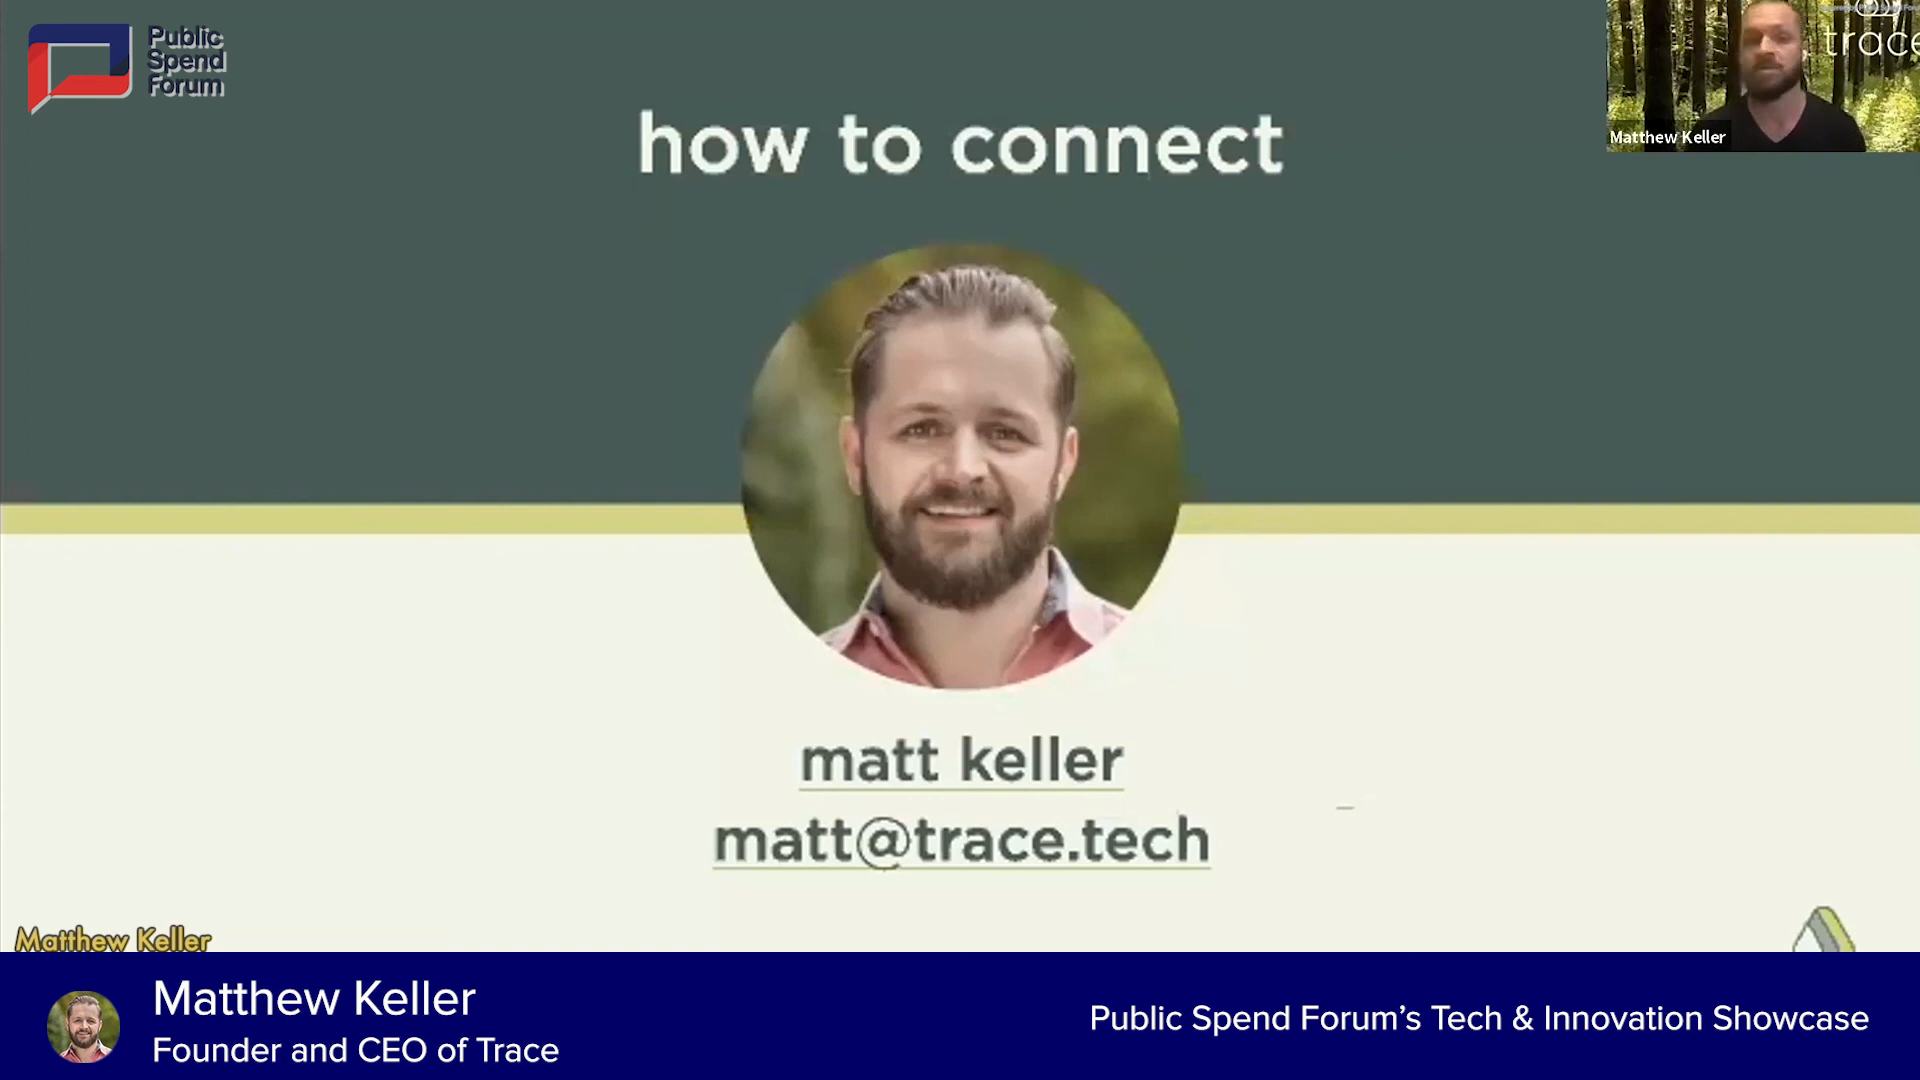 Public
Spend
Forum
trace
Matthew Keller
how to connect
matt keller
matt@trace.tech
Matthew Keller
Matthew Keller
Founder and CEO of Trace
Public Spend Forum’s Tech & Innovation Showcase